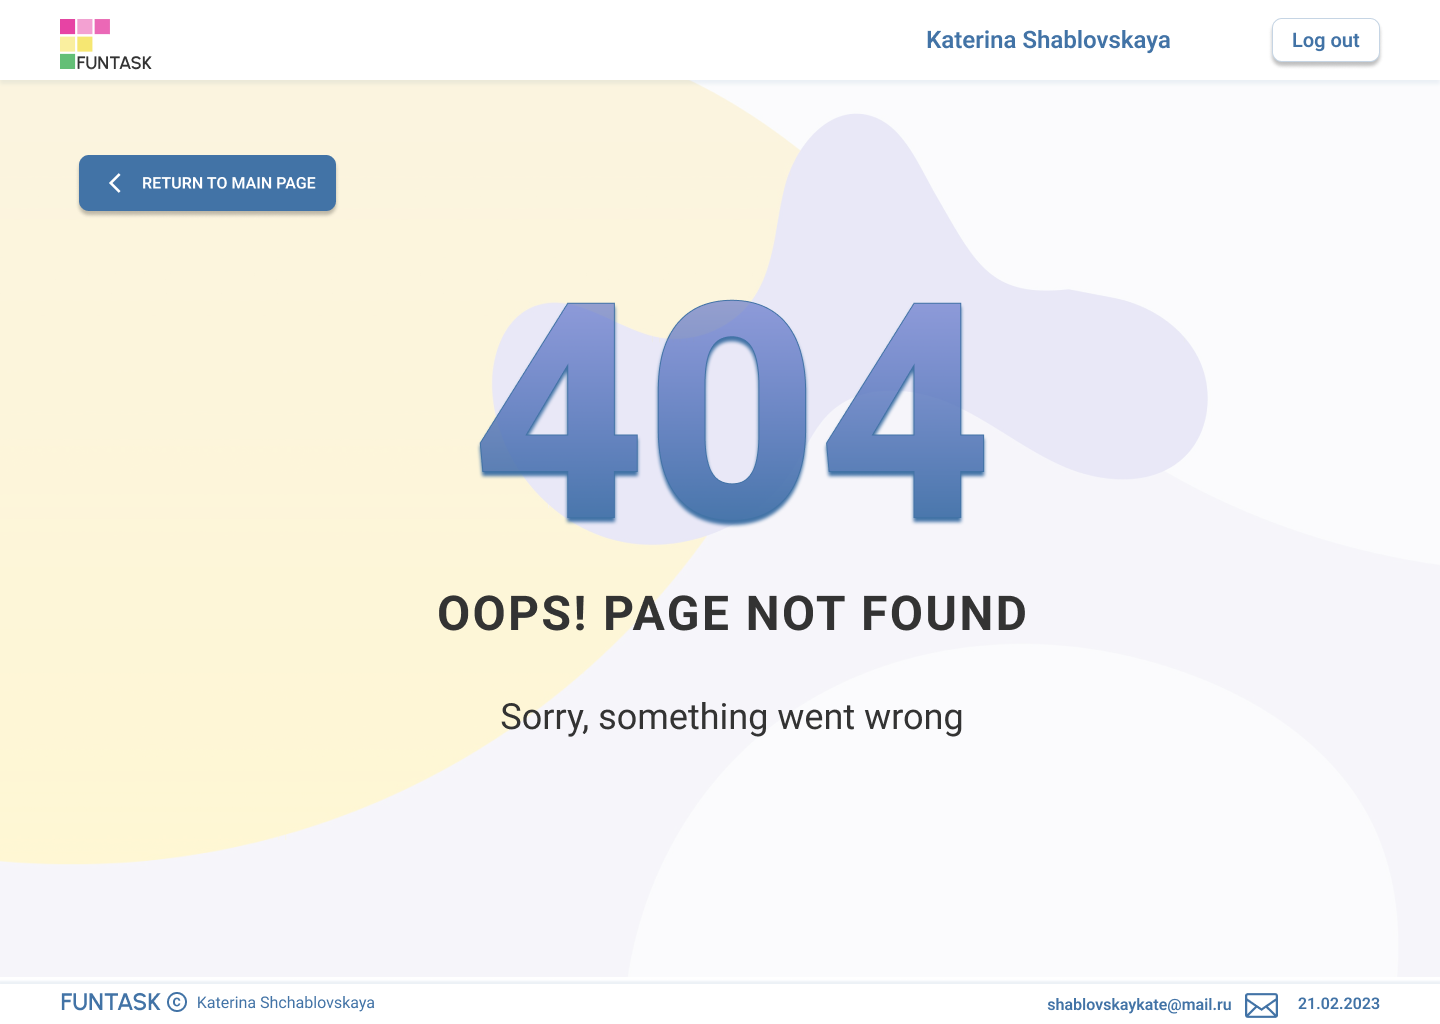 FUNTASK
Katerina Shablovskaya
Log out
RETURN TO MAIN PAGE
404
OOPS! PAGE NOT FOUND
Sorry, something went wrong
FUNTASK © Katerina Shchablovskaya
shablovskaykate@mail.ru 21.02.2023